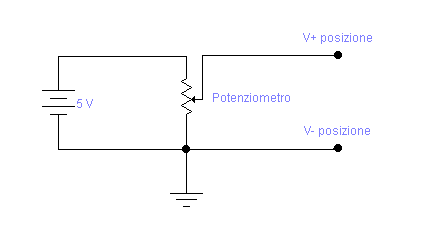 V+ posizione
5 V
Potenziometro
V- posizione